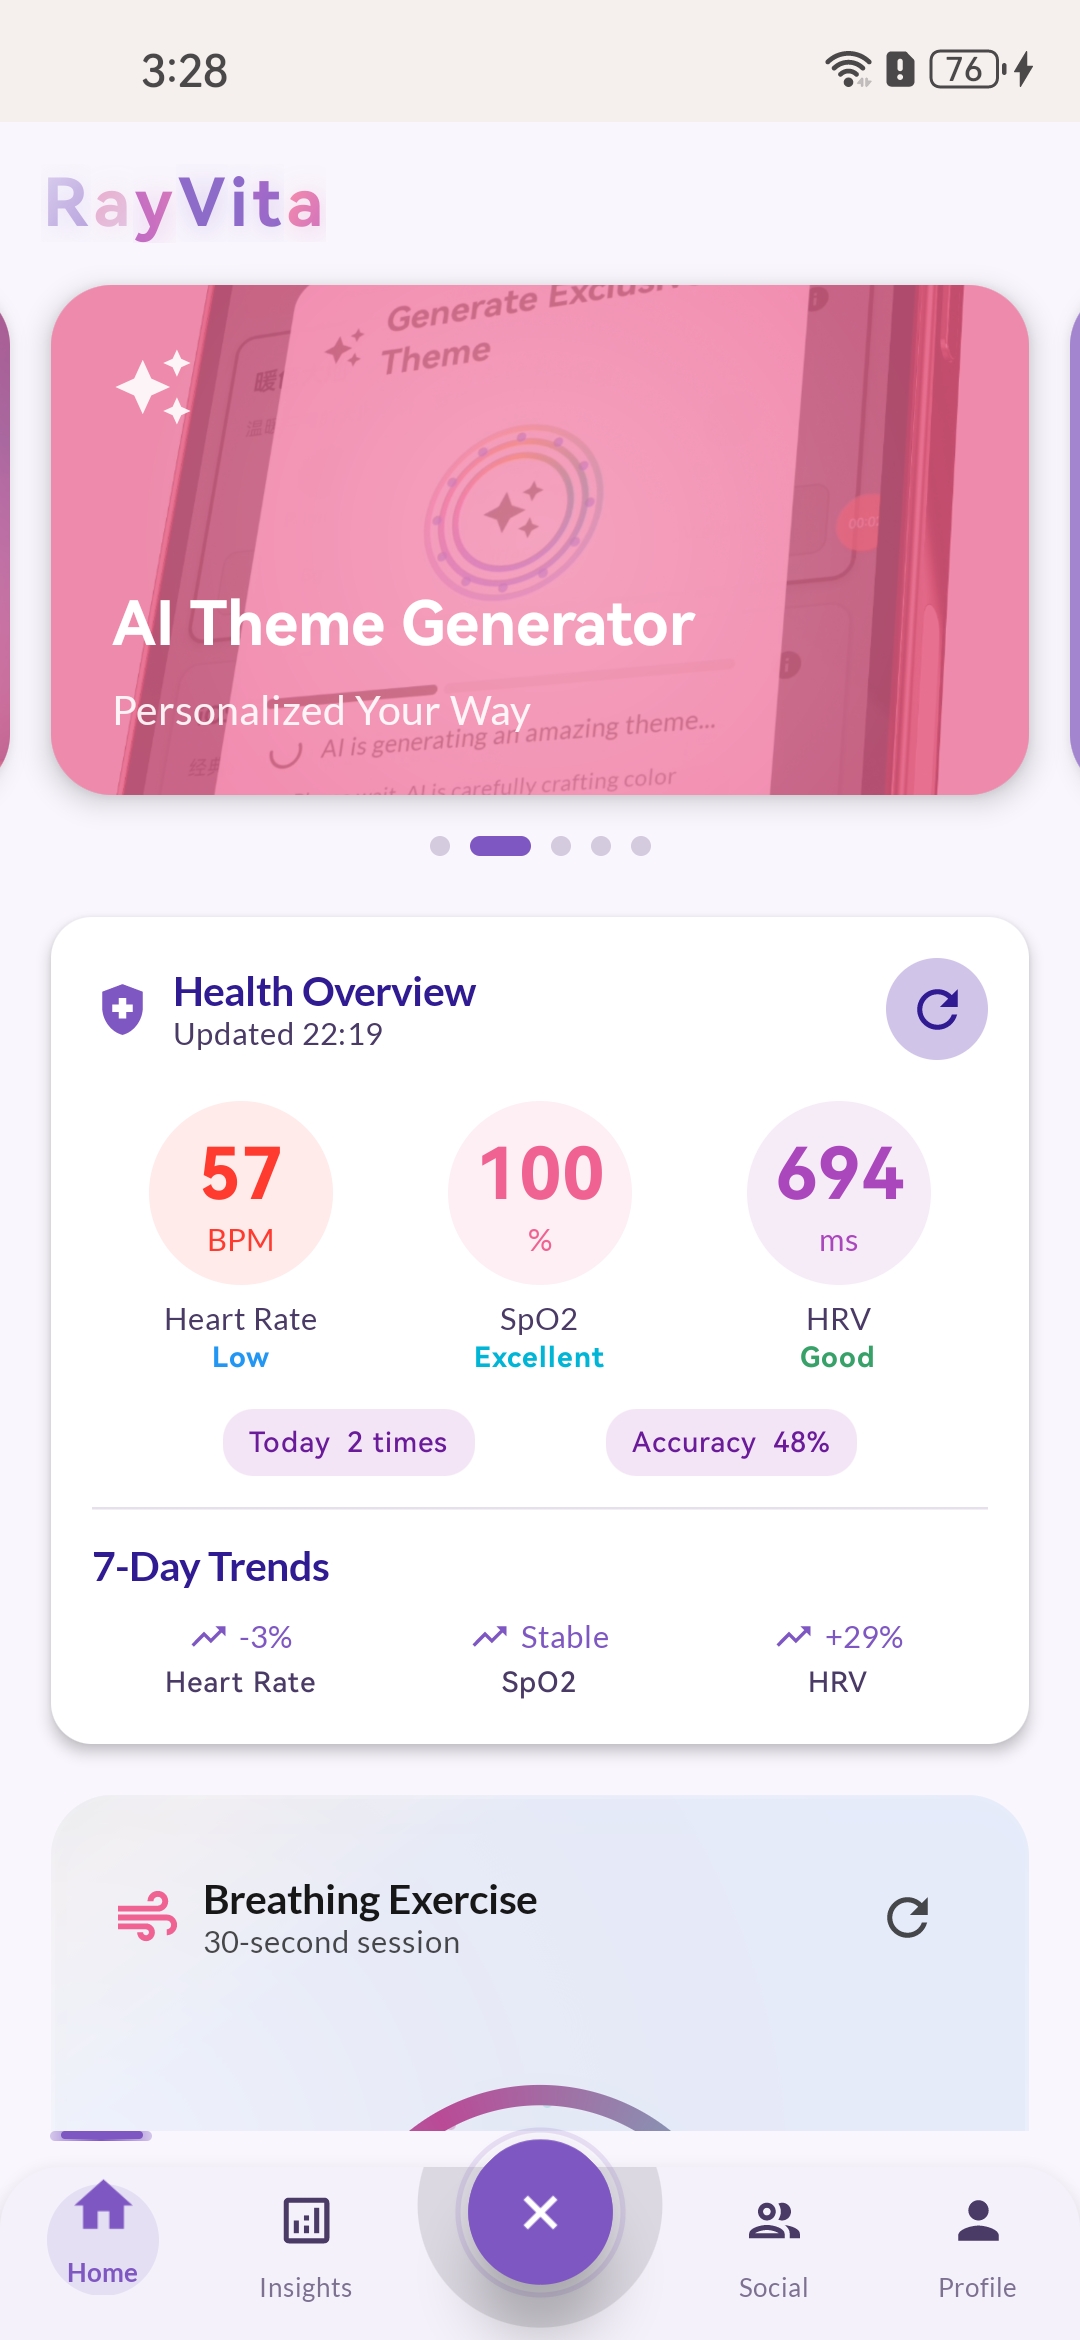 3:28
76
RayVita
Generate
Theme
AI Theme Generator
Personalized Your Way
AI is generating an amazing theme...
AI is carefully crafting color
Health Overview
Updated 22:19
57
BPM
Heart Rate
Low
100
%
SpO2
Excellent
694
ms
HRV
Good
Today 2 times
Accuracy 48%
7-Day Trends
-3%
Heart Rate
Stable
SpO2
+29%
HRV
Breathing Exercise
30-second session
Home
Insights
Social
Profile